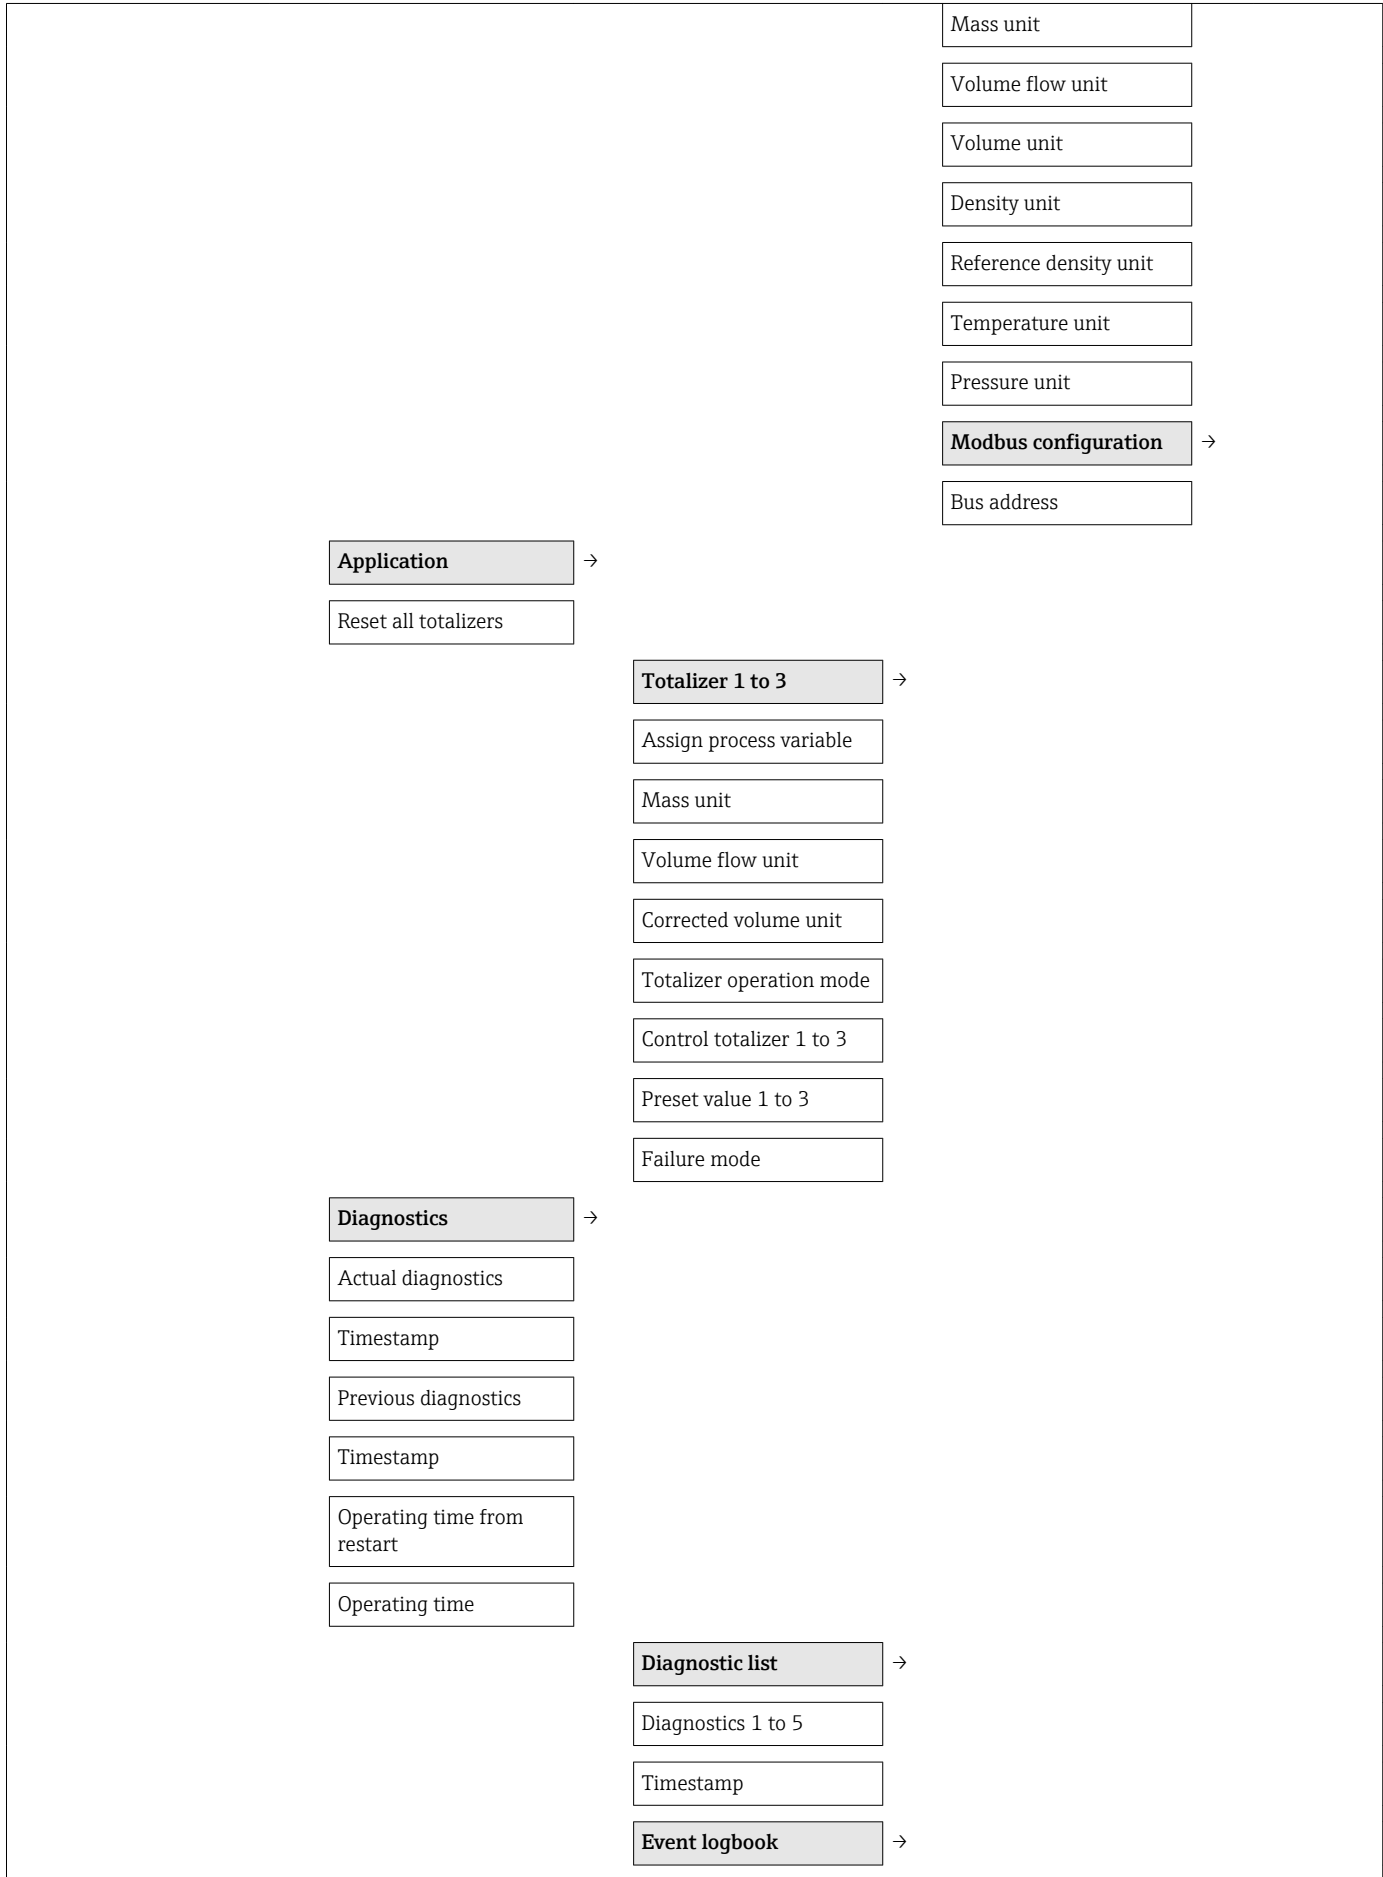 Mass unit
Volume flow unit
Volume unit
Density unit
Reference density unit
Temperature unit
Pressure unit
Modbus configuration →
Bus address
Application →
Reset all totalizers
Totalizer 1 to 3 →
Assign process variable
Mass unit
Volume flow unit
Corrected volume unit
Totalizer operation mode
Control totalizer 1 to 3
Preset value 1 to 3
Failure mode
Diagnostics →
Actual diagnostics
Timestamp
Previous diagnostics
Timestamp
Operating time from
restart
Operating time
Diagnostic list →
Diagnostics 1 to 5
Timestamp
Event logbook →